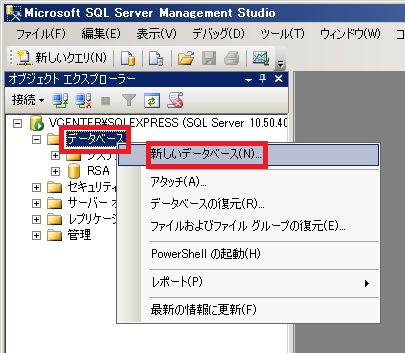 Microsoft SQL Server Management Studio
ファイル(F) 編集(E) 表示(V) デバッグ(D) ツール(T) ウィンドウ(W)
新しいクエリ(N)
オブジェクト エクスプローラー
接続
VCENTER¥SQLEXPRESS (SQL Server 10.50.40
データベース
システ
RSA
セキュリティ
サーバー オ
レプリケーシ
管理
新しいデータベース(N)...
アタッチ(A)...
データベースの復元(R)...
ファイルおよびファイル グループの復元(E)...
PowerShell の起動(H)
レポート(P)
最新の情報に更新(F)